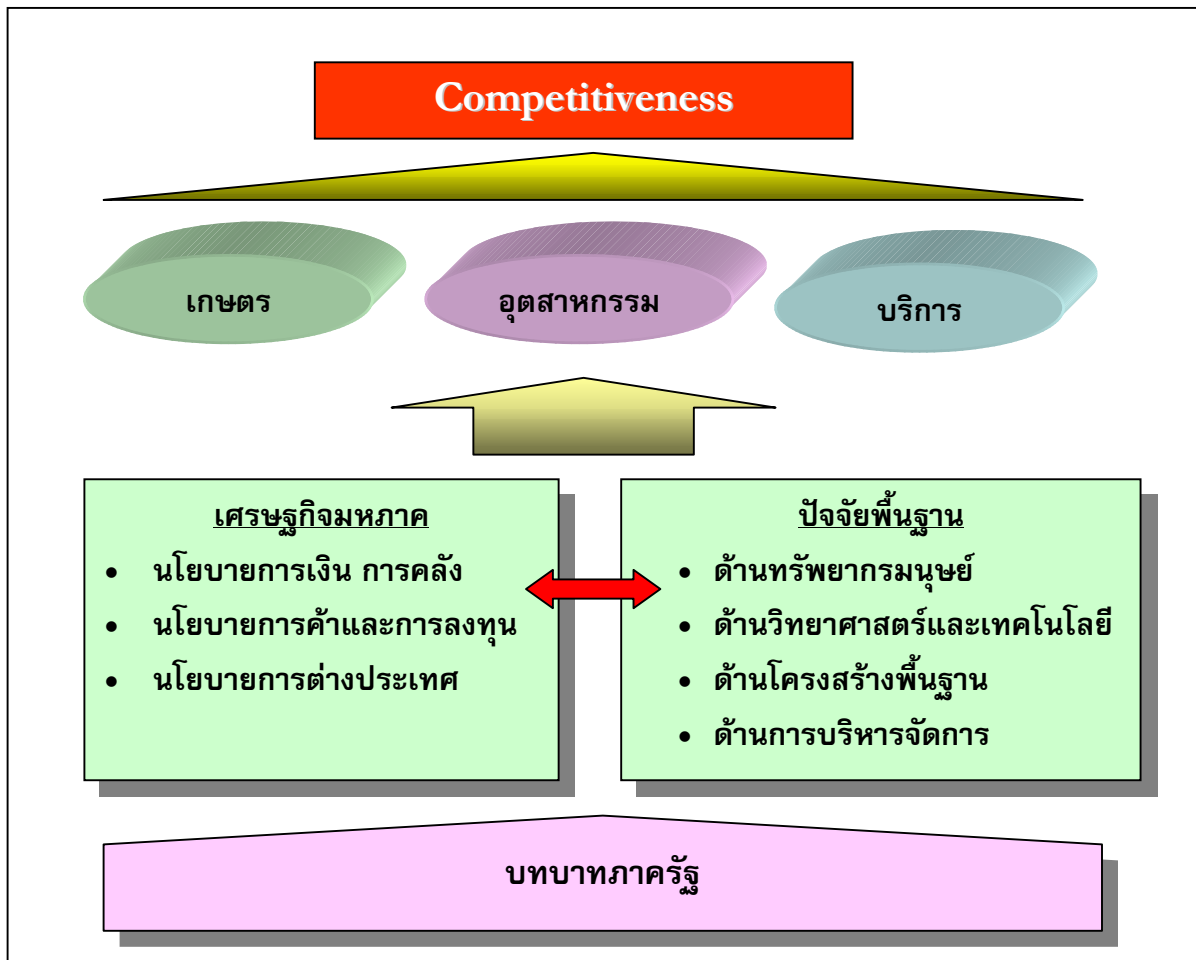 Competitiveness
เกษตร
อุตสาหกรรม
บริการ
เศรษฐกิจมหภาค
• นโยบายการเงิน การคลัง
• นโยบายการค้าและการลงทุน
• นโยบายการต่างประเทศ
ปัจจัยพื้นฐาน
• ด้านทรัพยากรมนุษย์
• ด้านวิทยาศาสตร์และเทคโนโลยี
• ด้านโครงสร้างพื้นฐาน
• ด้านการบริหารจัดการ
บทบาทภาครัฐ